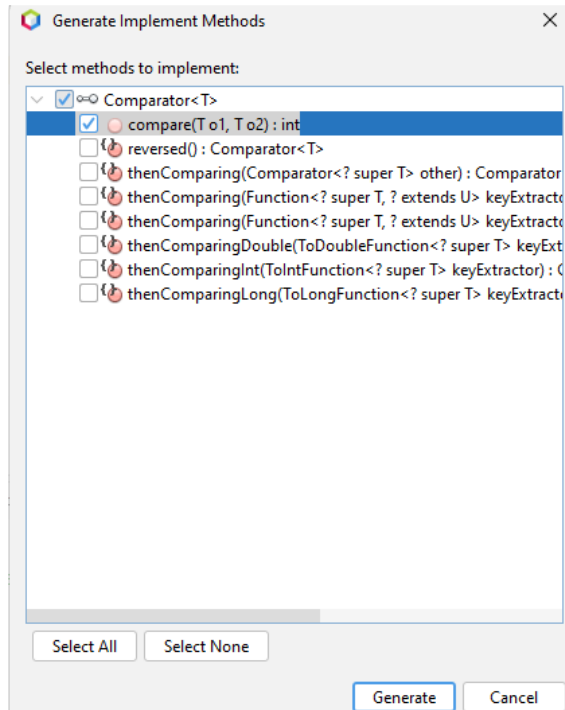 Generate Implement Methods
Select methods to implement:
Comparator<T>
compare(T o1, T o2) : int
reversed() : Comparator<T>
thenComparing(Comparator<? super T> other) : Comparator
thenComparing(Function<? super T, ? extends U> keyExtracto
thenComparing(Function<? super T, ? extends U> keyExtracto
thenComparingDouble(ToDoubleFunction<? super T> keyExt
thenComparingInt(ToIntFunction<? super T> keyExtractor) : C
thenComparingLong(ToLongFunction<? super T> keyExtracto
Select All Select None
Generate Cancel